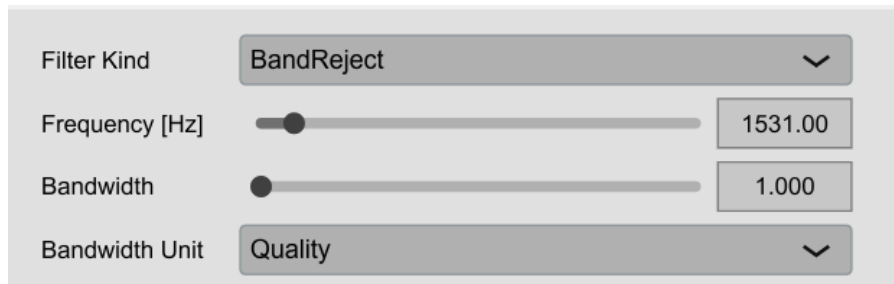 Filter Kind BandReject
Frequency [Hz] 1531.00
Bandwidth 1.000
Bandwidth Unit Quality